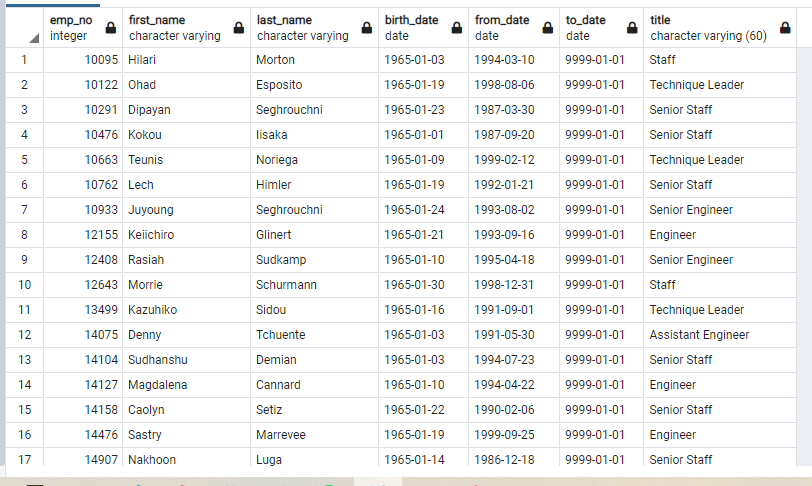 emp_no first_name last_name birth_date from_date to_date title
integer character varying character varying date date date character varying (60)
1 10095 Hilari Morton 1965-01-03 1994-03-10 9999-01-01 Staff
2 10122 Ohad Esposito 1965-01-19 1998-08-06 9999-01-01 Technique Leader
3 10291 Dipayan Seghrouchni 1965-01-23 1987-03-30 9999-01-01 Senior Staff
4 10476 Kokou Iisaka 1965-01-01 1987-09-20 9999-01-01 Senior Staff
5 10663 Teunis Noriega 1965-01-09 1999-02-12 9999-01-01 Technique Leader
6 10762 Lech Himler 1965-01-19 1992-01-21 9999-01-01 Senior Staff
7 10933 Juyoung Seghrouchni 1965-01-24 1993-08-02 9999-01-01 Senior Engineer
8 12155 Keiichiro Glinert 1965-01-21 1993-09-16 9999-01-01 Engineer
9 12408 Rasiah Sudkamp 1965-01-10 1995-04-18 9999-01-01 Senior Engineer
10 12643 Morrie Schurmann 1965-01-30 1998-12-31 9999-01-01 Staff
11 13499 Kazuhiko Sidou 1965-01-16 1991-09-01 9999-01-01 Technique Leader
12 14075 Denny Tchuente 1965-01-03 1991-05-30 9999-01-01 Assistant Engineer
13 14104 Sudhanshu Demian 1965-01-03 1994-07-23 9999-01-01 Senior Staff
14 14127 Magdalena Cannard 1965-01-10 1994-04-22 9999-01-01 Engineer
15 14158 Caolyn Setiz 1965-01-22 1990-02-06 9999-01-01 Senior Staff
16 14476 Sastry Marrevee 1965-01-19 1999-09-25 9999-01-01 Engineer
17 14907 Nakhoon Luga 1965-01-14 1986-12-18 9999-01-01 Senior Staff